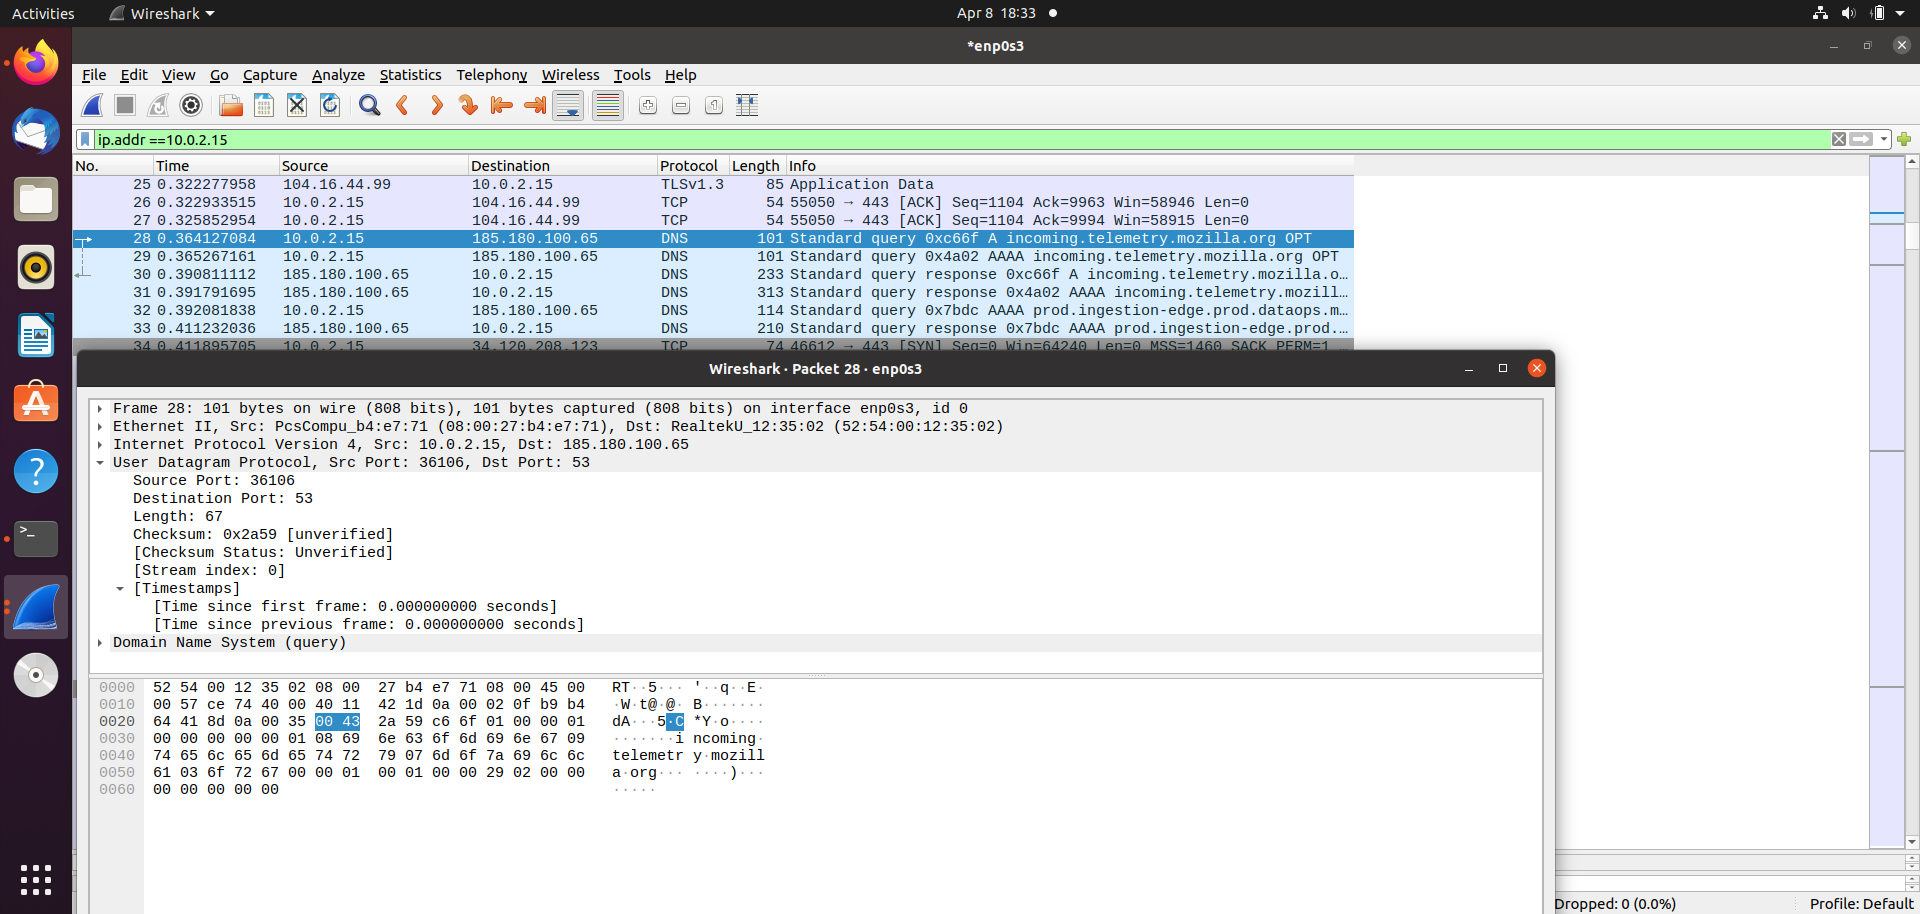 Activities Wireshark Apr 8 18:33
*enp0s3
File Edit View Go Capture Analyze Statistics Telephony Wireless Tools Help
ip.addr ==10.0.2.15
No. Time Source Destination Protocol Length Info
25 0.322277958 104.16.44.99 10.0.2.15 TLSv1.3 85 Application Data
26 0.322933515 10.0.2.15 104.16.44.99 TCP 54 55050 → 443 [ACK] Seq=1104 Ack=9963 Win=58946 Len=0
27 0.325852954 10.0.2.15 104.16.44.99 TCP 54 55050 → 443 [ACK] Seq=1104 Ack=9994 Win=58915 Len=0
28 0.364127084 10.0.2.15 185.180.100.65 DNS 101 Standard query 0xc66f A incoming.telemetry.mozilla.org OPT
29 0.365267161 10.0.2.15 185.180.100.65 DNS 101 Standard query 0x4a02 AAAA incoming.telemetry.mozilla.org OPT
30 0.390811112 185.180.100.65 10.0.2.15 DNS 233 Standard query response 0xc66f A incoming.telemetry.mozilla.o…
31 0.391791695 185.180.100.65 10.0.2.15 DNS 313 Standard query response 0x4a02 AAAA incoming.telemetry.mozill…
32 0.392081838 10.0.2.15 185.180.100.65 DNS 114 Standard query 0x7bdc AAAA prod.ingestion-edge.prod.dataops.m…
33 0.411232036 185.180.100.65 10.0.2.15 DNS 210 Standard query response 0x7bdc AAAA prod.ingestion-edge.prod.…
34 0.411895705 10.0.2.15 34.120.208.123 TCP 74 46612 → 443 [SYN] Seq=0 Win=64240 Len=0 MSS=1460 SACK_PERM=1 …
Wireshark · Packet 28 · enp0s3
Frame 28: 101 bytes on wire (808 bits), 101 bytes captured (808 bits) on interface enp0s3, id 0
Ethernet II, Src: PcsCompu_b4:e7:71 (08:00:27:b4:e7:71), Dst: RealtekU_12:35:02 (52:54:00:12:35:02)
Internet Protocol Version 4, Src: 10.0.2.15, Dst: 185.180.100.65
User Datagram Protocol, Src Port: 36106, Dst Port: 53
Source Port: 36106
Destination Port: 53
Length: 67
Checksum: 0x2a59 [unverified]
[Checksum Status: Unverified]
[Stream index: 0]
[Timestamps]
[Time since first frame: 0.000000000 seconds]
[Time since previous frame: 0.000000000 seconds]
Domain Name System (query)
0000 52 54 00 12 35 02 08 00 27 b4 e7 71 08 00 45 00 RT··5··· '··q··E·
0010 00 57 ce 74 40 00 40 11 42 1d 0a 00 02 0f b9 b4 ·W·t@·@· B·······
0020 64 41 8d 0a 00 35 00 43 2a 59 c6 6f 01 00 00 01 dA···5·C *Y·o····
0030 00 00 00 00 00 01 08 69 6e 63 6f 6d 69 6e 67 09 ·······i ncoming·
0040 74 65 6c 65 6d 65 74 72 79 07 6d 6f 7a 69 6c 6c telemetr y·mozill
0050 61 03 6f 72 67 00 00 01 00 01 00 00 29 02 00 00 a·org··· ····)···
0060 00 00 00 00 00 ·····
Dropped: 0 (0.0%) Profile: Default